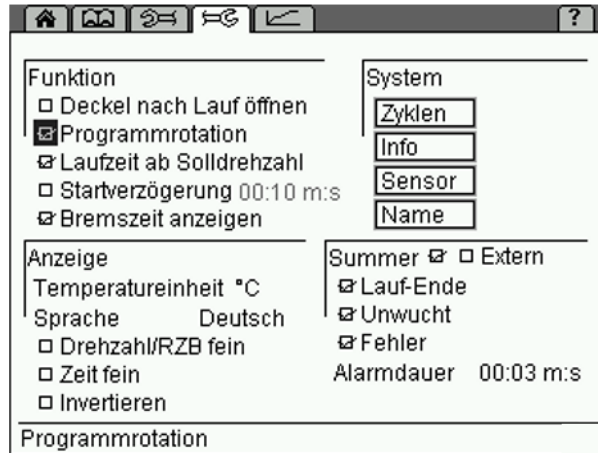 ?
Funktion
Deckel nach Lauf öffnen
Programmrotation
Laufzeit ab Solldrehzahl
Startverzögerung 00:10 m:s
Bremszeit anzeigen
System
Zyklen
Info
Sensor
Name
Anzeige
Temperatureinheit °C
Sprache Deutsch
Drehzahl/RZB fein
Zeit fein
Invertieren
Summer Extern
Lauf-Ende
Unwucht
Fehler
Alarmdauer 00:03 m:s
Programmrotation